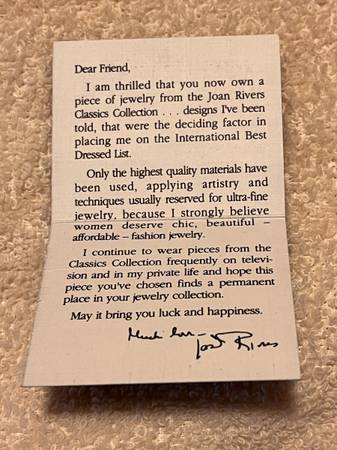 Dear Friend,
I am thrilled that you now own a
piece of jewelry from the Joan Rivers
Classics Collection . . . designs I've been
told, that were the deciding factor in
placing me on the International Best
Dressed List.
Only the highest quality materials have
been used, applying artistry and
techniques usually reserved for ultra-fine
jewelry, because I strongly believe
women deserve chic, beautiful –
affordable – fashion jewelry.
I continue to wear pieces from the
Classics Collection frequently on televi-
sion and in my private life and hope this
piece you've chosen finds a permanent
place in your jewelry collection.
May it bring you luck and happiness.
Much love –
Joan Rivers